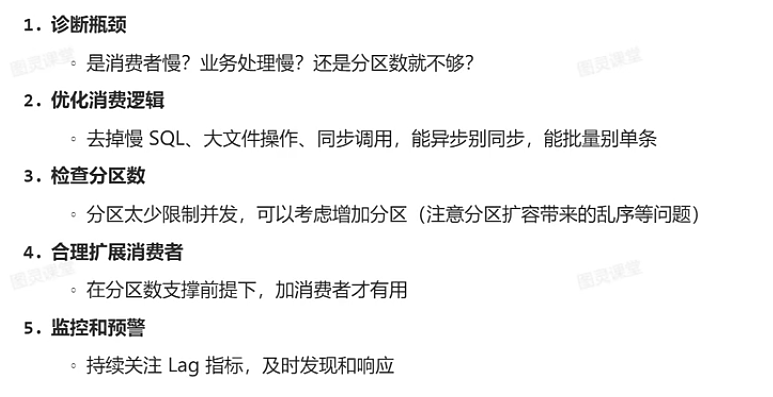 1. 诊断瓶颈
◦ 是消费者慢？业务处理慢？还是分区数就不够？
2. 优化消费逻辑
◦ 去掉慢 SQL、大文件操作、同步调用，能异步别同步，能批量别单条
3. 检查分区数
◦ 分区太少限制并发，可以考虑增加分区（注意分区扩容带来的乱序等问题）
4. 合理扩展消费者
◦ 在分区数支撑前提下，加消费者才有用
5. 监控和预警
◦ 持续关注 Lag 指标，及时发现和响应
图灵课堂
图灵课堂
图灵课堂
图灵课堂